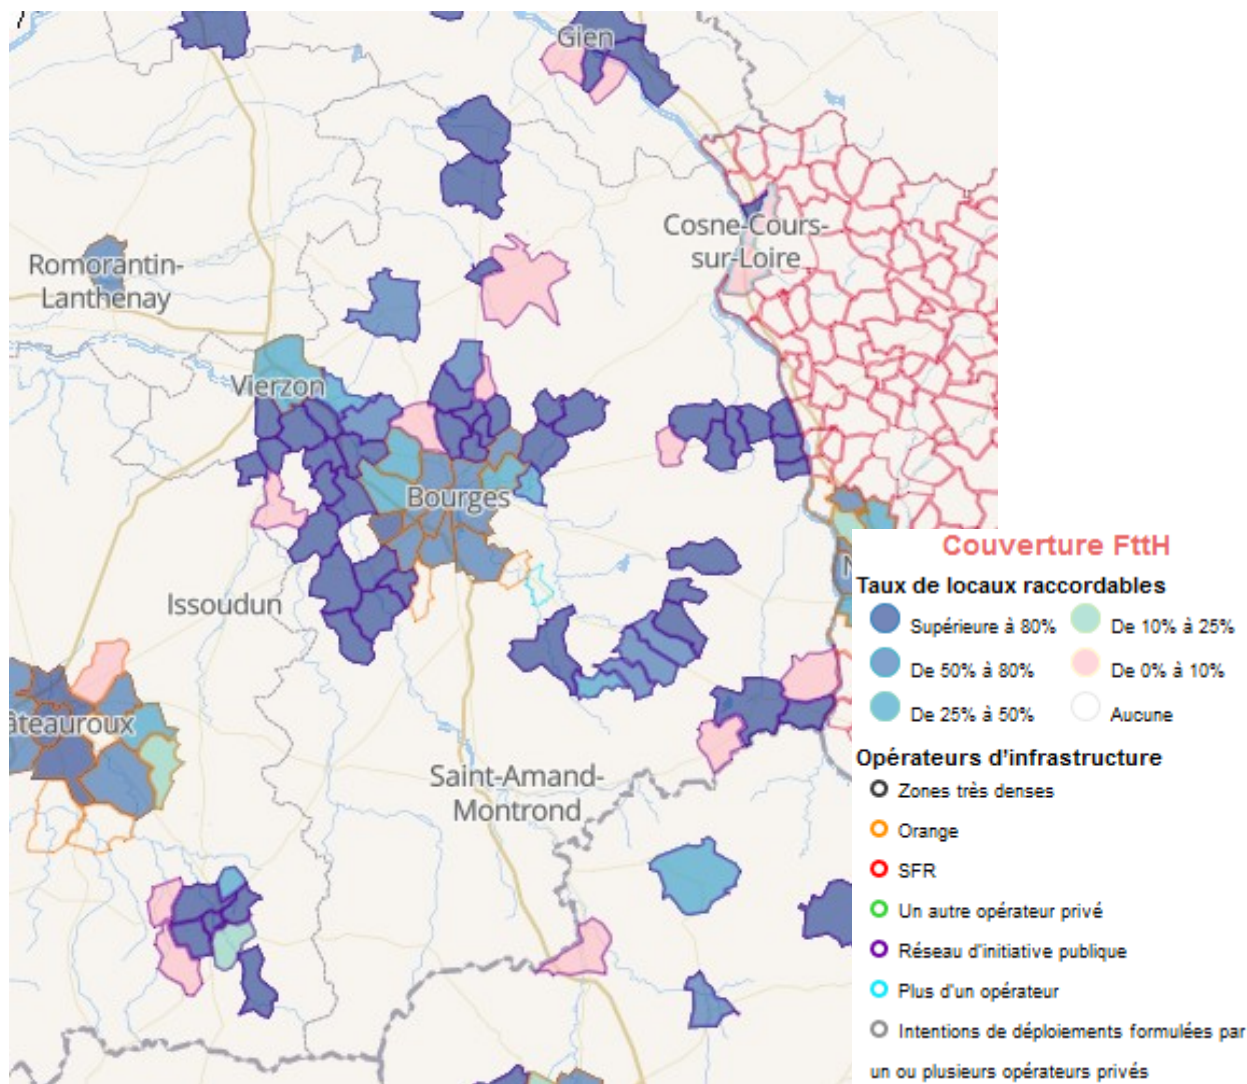 Gien
Cosne-Cours-
sur-Loire
Romorantin-
Lanthenay
Vierzon
Bourges
Issoudun
âteauroux
Saint-Amand-
Montrond
N
Couverture FttH
Taux de locaux raccordables
Supérieure à 80%
De 10% à 25%
De 50% à 80%
De 0% à 10%
De 25% à 50%
Aucune
Opérateurs d'infrastructure
Zones très denses
Orange
SFR
Un autre opérateur privé
Réseau d'initiative publique
Plus d'un opérateur
Intentions de déploiements formulées par
un ou plusieurs opérateurs privés